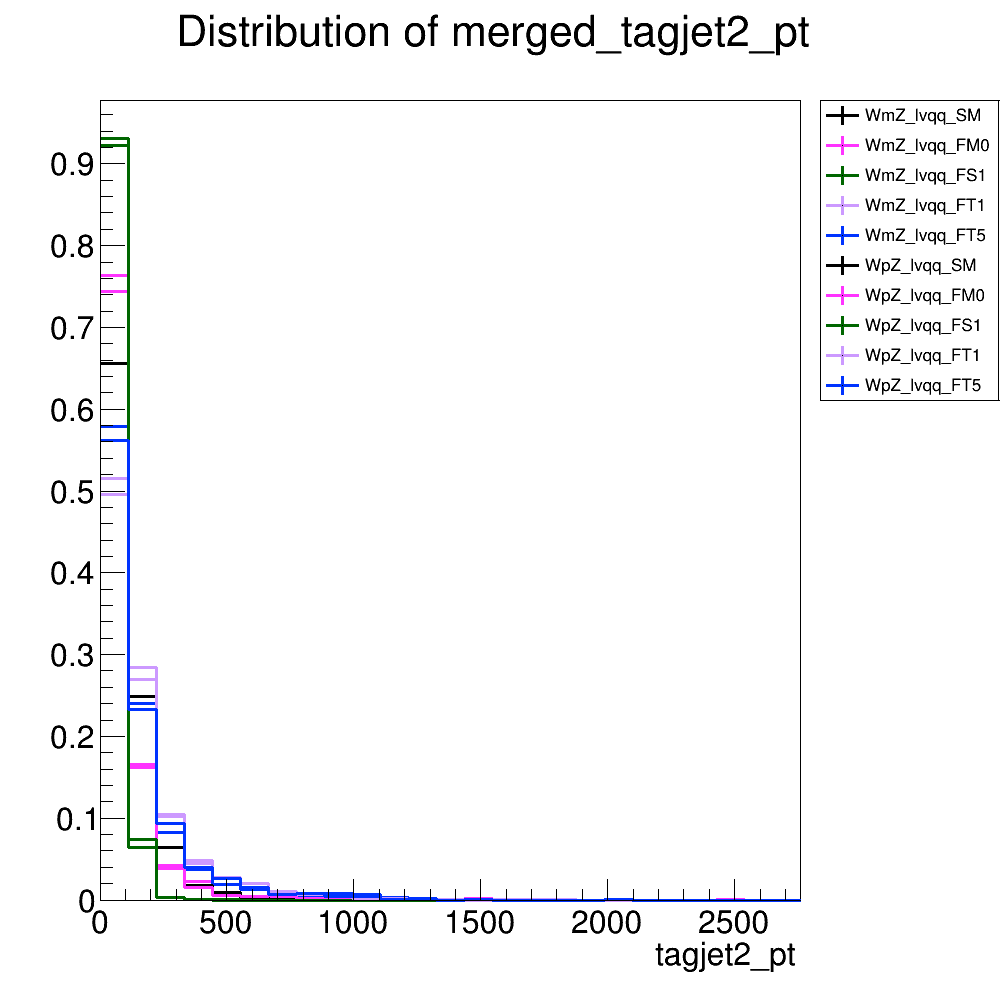 Distribution of merged_tagjet2_pt
WmZ_lvqq_SM
WmZ_lvqq_FM0
WmZ_lvqq_FS1
WmZ_lvqq_FT1
WmZ_lvqq_FT5
WpZ_lvqq_SM
WpZ_lvqq_FM0
WpZ_lvqq_FS1
WpZ_lvqq_FT1
WpZ_lvqq_FT5
0.9
0.8
0.7
0.6
0.5
0.4
0.3
0.2
0.1
0
0 500 1000 1500 2000 2500
tagjet2_pt